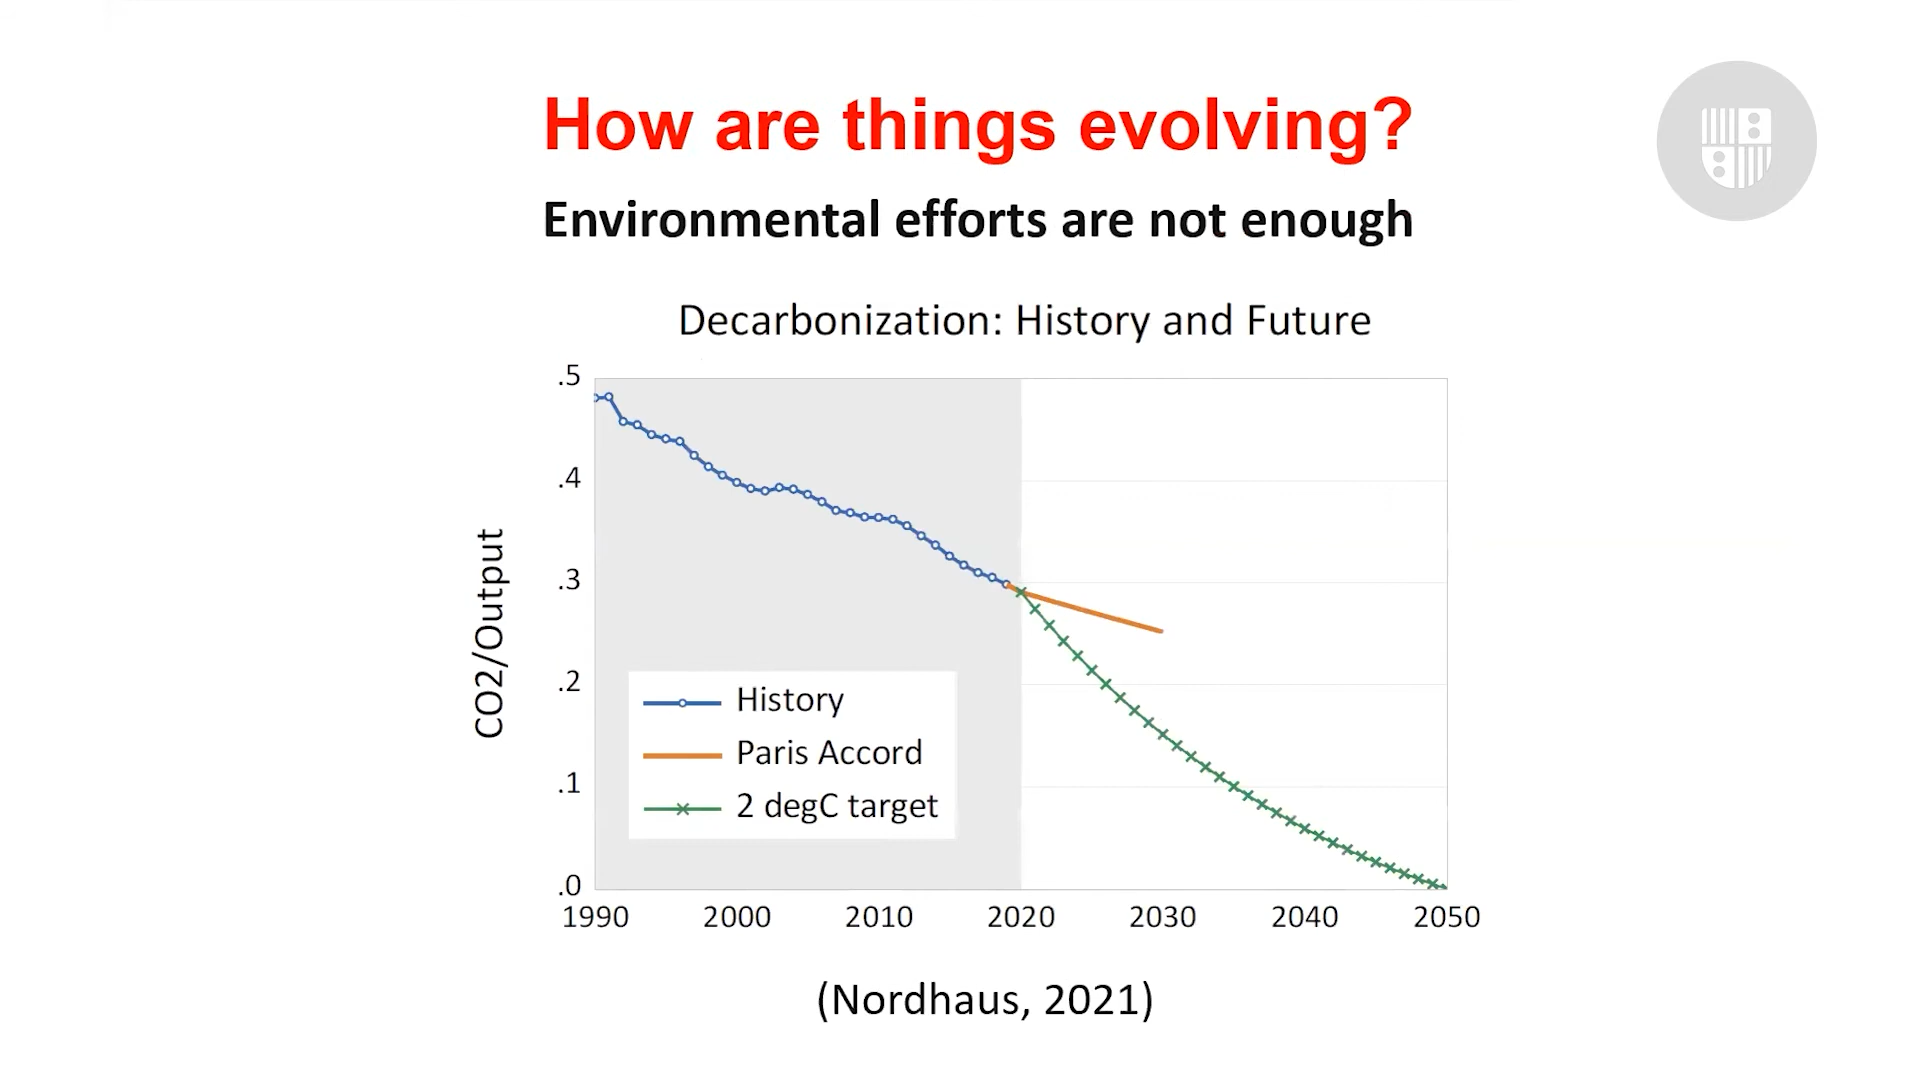 How are things evolving?
Environmental efforts are not enough
Decarbonization: History and Future
.5
.4
.3
.2
.1
.0
CO2/Output
History
Paris Accord
2 degC target
1990 2000 2010 2020 2030 2040 2050
(Nordhaus, 2021)